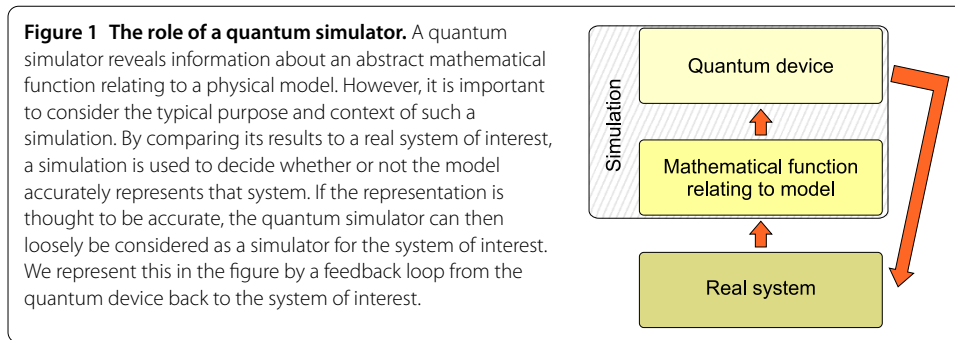 Figure 1 The role of a quantum simulator. A quantum
simulator reveals information about an abstract mathematical
function relating to a physical model. However, it is important
to consider the typical purpose and context of such a
simulation. By comparing its results to a real system of interest,
a simulation is used to decide whether or not the model
accurately represents that system. If the representation is
thought to be accurate, the quantum simulator can then
loosely be considered as a simulator for the system of interest.
We represent this in the figure by a feedback loop from the
quantum device back to the system of interest.
Simulation
Quantum device
Mathematical function
relating to model
Real system